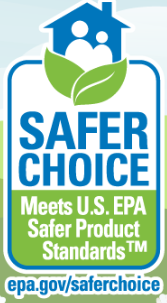 SAFER
CHOICE
Meets U.S. EPA
Safer Product
Standards™
epa.gov/saferchoice